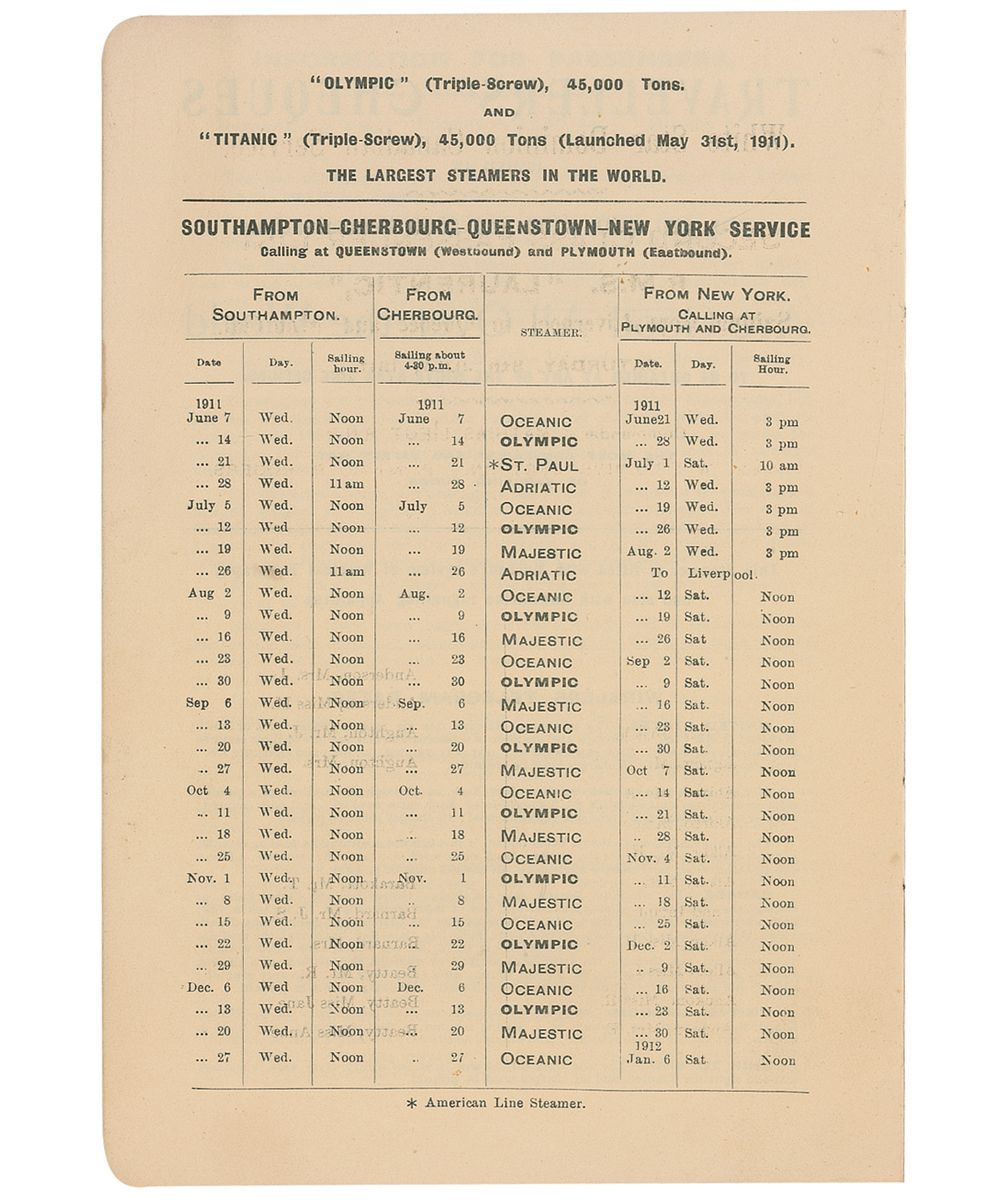 "OLYMPIC" (Triple-Screw), 45,000 Tons.
AND
"TITANIC" (Triple-Screw), 45,000 Tons (Launched May 31st, 1911).
THE LARGEST STEAMERS IN THE WORLD.
SOUTHAMPTON–CHERBOURG–QUEENSTOWN–NEW YORK SERVICE
Calling at QUEENSTOWN (Westbound) and PLYMOUTH (Eastbound).
FROM SOUTHAMPTON. FROM CHERBOURG. STEAMER. FROM NEW YORK. CALLING AT PLYMOUTH AND CHERBOURG.
Date Day. Sailing hour. Sailing about 4-30 p.m. Date. Day. Sailing Hour.
1911 1911 1911
June 7 Wed. Noon June 7 OCEANIC June21 Wed. 3 pm
... 14 Wed. Noon ... 14 OLYMPIC ... 28 Wed. 3 pm
... 21 Wed. Noon ... 21 *ST. PAUL July 1 Sat. 10 am
... 28 Wed. 11am ... 28 ADRIATIC ... 12 Wed. 3 pm
July 5 Wed. Noon July 5 OCEANIC ... 19 Wed. 3 pm
... 12 Wed Noon ... 12 OLYMPIC ... 26 Wed. 3 pm
... 19 Wed. Noon ... 19 MAJESTIC Aug. 2 Wed. 3 pm
... 26 Wed. 11am ... 26 ADRIATIC To Liverpool.
Aug 2 Wed. Noon Aug. 2 OCEANIC ... 12 Sat. Noon
... 9 Wed. Noon ... 9 OLYMPIC ... 19 Sat. Noon
... 16 Wed. Noon ... 16 MAJESTIC ... 26 Sat Noon
... 23 Wed. Noon ... 23 OCEANIC Sep 2 Sat. Noon
... 30 Wed. Noon ... 30 OLYMPIC ... 9 Sat. Noon
Sep 6 Wed. Noon Sep. 6 MAJESTIC ... 16 Sat. Noon
... 13 Wed. Noon ... 13 OCEANIC ... 23 Sat. Noon
... 20 Wed. Noon ... 20 OLYMPIC ... 30 Sat. Noon
.. 27 Wed. Noon ... 27 MAJESTIC Oct 7 Sat. Noon
Oct 4 Wed. Noon Oct. 4 OCEANIC ... 14 Sat. Noon
... 11 Wed. Noon ... 11 OLYMPIC ... 21 Sat. Noon
... 18 Wed. Noon ... 18 MAJESTIC .. 28 Sat. Noon
... 25 Wed. Noon ... 25 OCEANIC Nov. 4 Sat. Noon
Nov. 1 Wed. Noon Nov. 1 OLYMPIC ... 11 Sat. Noon
... 8 Wed. Noon .. 8 MAJESTIC ... 18 Sat. Noon
... 15 Wed. Noon ... 15 OCEANIC ... 25 Sat. Noon
... 22 Wed. Noon ... 22 OLYMPIC Dec. 2 Sat. Noon
... 29 Wed. Noon ... 29 MAJESTIC .. 9 Sat. Noon
Dec. 6 Wed Noon Dec. 6 OCEANIC ... 16 Sat. Noon
... 13 Wed. Noon ... 13 OLYMPIC ... 23 Sat. Noon
... 20 Wed. Noon ... 20 MAJESTIC ... 30 Sat. Noon
1912
... 27 Wed. Noon .. 27 OCEANIC Jan. 6 Sat Noon
* American Line Steamer.